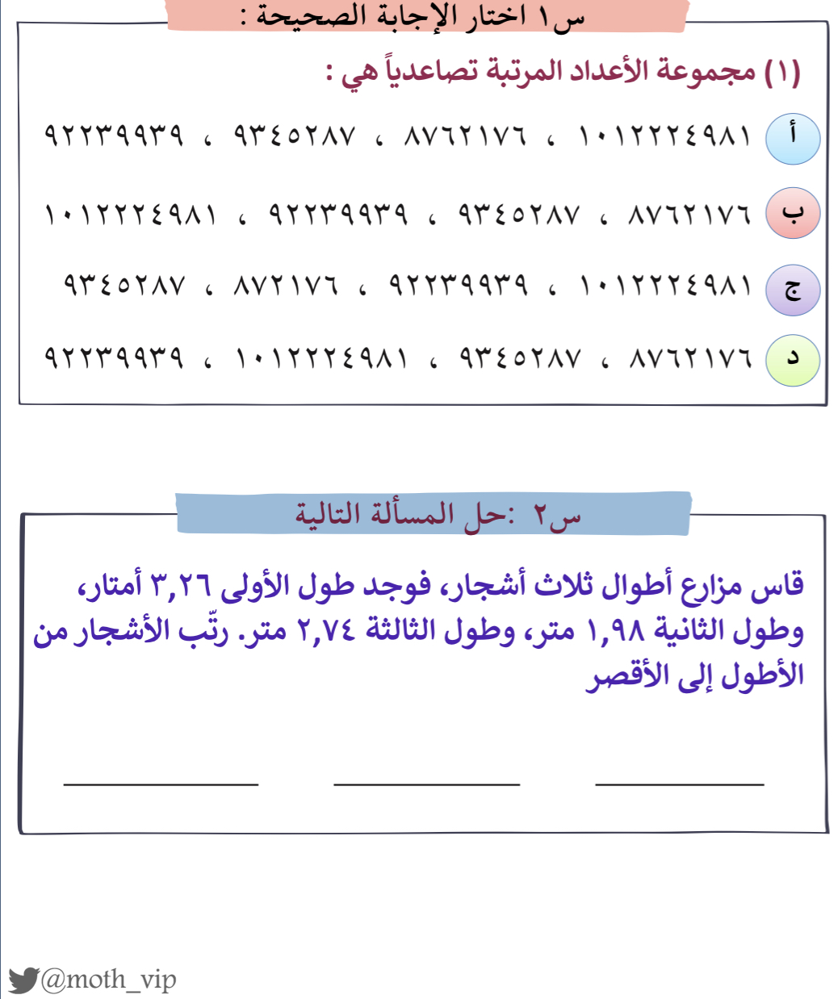 س١ اختار الإجابة الصحيحة :
(١) مجموعة الأعداد المرتبة تصاعدياً هي :
أ ١٠١٢٢٢٤٩٨١ ، ٨٧٦٢١٧٦ ، ٩٣٤٥٢٨٧ ، ٩٢٢٣٩٩٣٩
ب ٨٧٦٢١٧٦ ، ٩٣٤٥٢٨٧ ، ٩٢٢٣٩٩٣٩ ، ١٠١٢٢٢٤٩٨١
ج ١٠١٢٢٢٤٩٨١ ، ٩٢٢٣٩٩٣٩ ، ٨٧٢١٧٦ ، ٩٣٤٥٢٨٧
د ٨٧٦٢١٧٦ ، ٩٣٤٥٢٨٧ ، ١٠١٢٢٢٤٩٨١ ، ٩٢٢٣٩٩٣٩
س٢ :حل المسألة التالية
قاس مزارع أطوال ثلاث أشجار، فوجد طول الأولى ٣,٢٦ أمتار،
وطول الثانية ١,٩٨ متر، وطول الثالثة ٢,٧٤ متر. رتّب الأشجار من
الأطول إلى الأقصر
@moth_vip